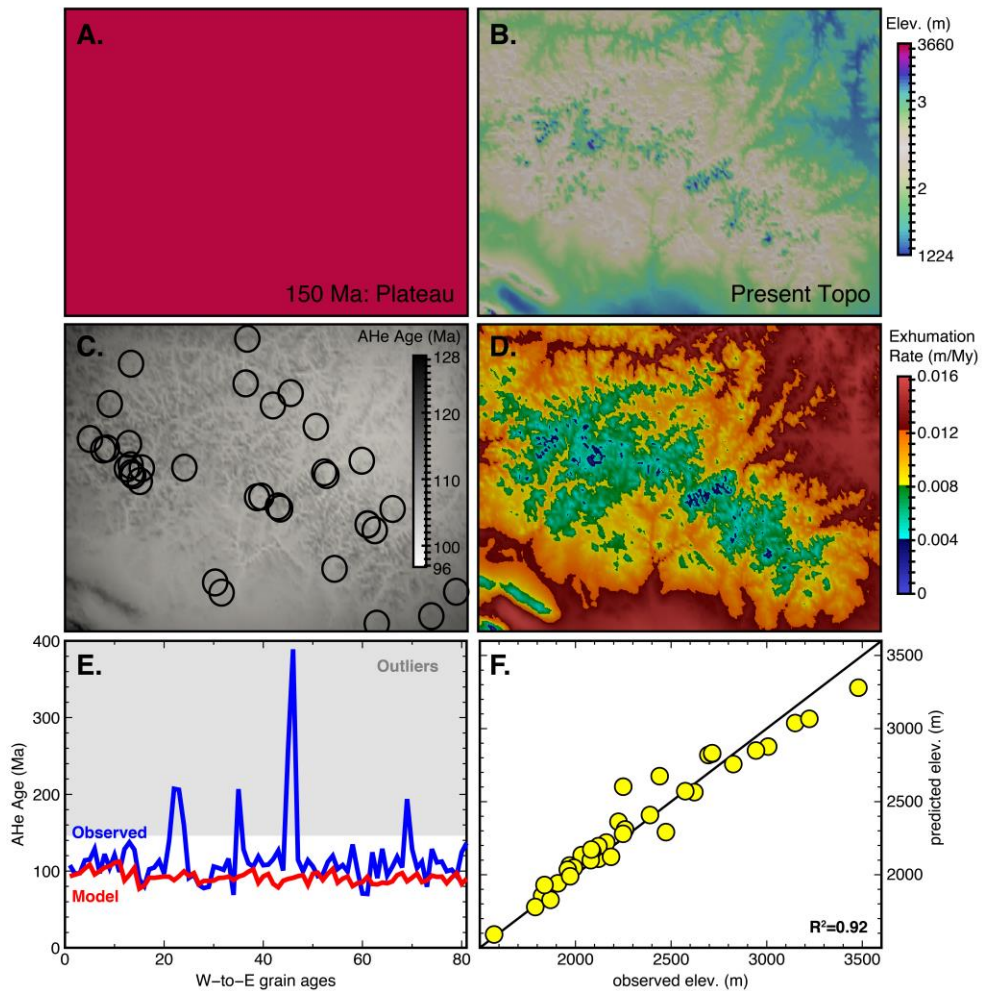 A.
150 Ma: Plateau
B.
Present Topo
Elev. (m)
3660
3
2
1224
C.
AHe Age (Ma)
128
120
110
100
96
D.
Exhumation
Rate (m/My)
0.016
0.012
0.008
0.004
0
E.
Outliers
Observed
Model
AHe Age (Ma)
400
300
200
100
0
0 20 40 60 80
W-to-E grain ages
F.
R²=0.92
3500
3000
2500
2000
predicted elev. (m)
2000 2500 3000 3500
observed elev. (m)